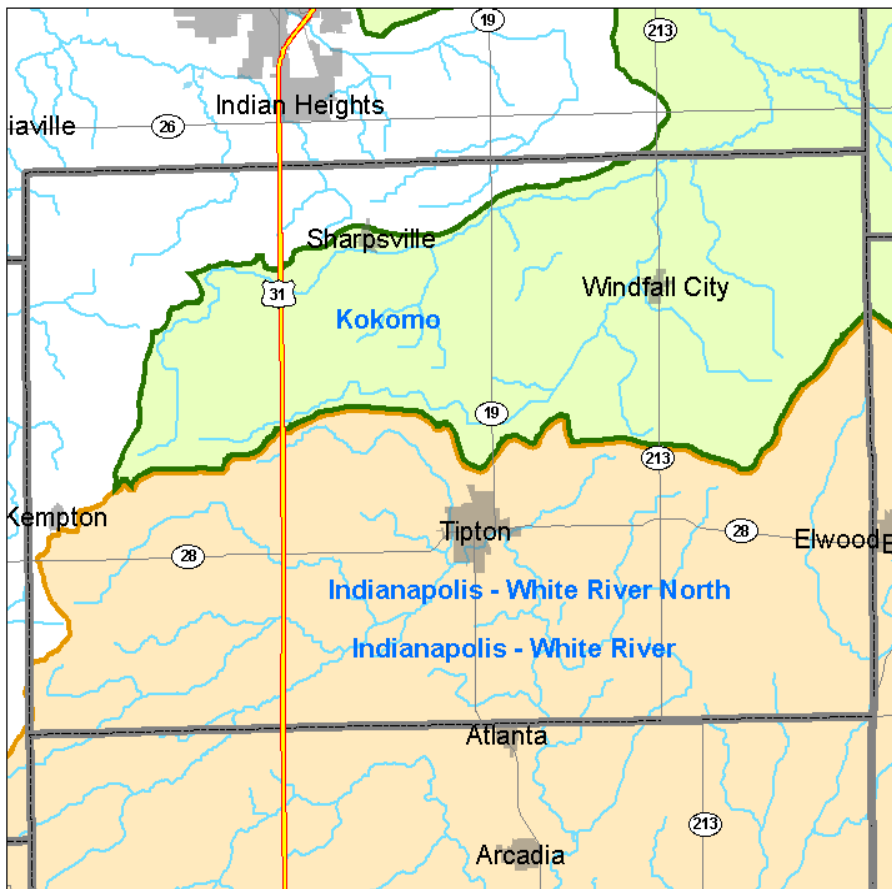 19
213
Indian Heights
iaville
26
19
Sharpsville
Windfall City
31
Kokomo
19
213
Kempton
Tipton
28
28
Elwood
E
Indianapolis - White River North
Indianapolis - White River
Atlanta
213
Arcadia